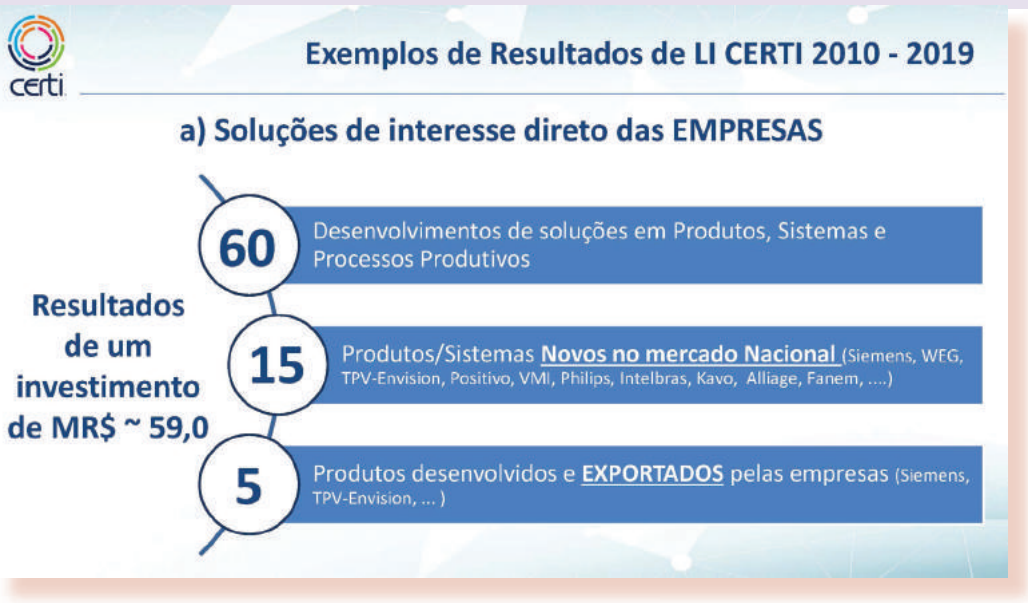 certi
Exemplos de Resultados de LI CERTI 2010 - 2019
a) Soluções de interesse direto das EMPRESAS
Resultados
de um
investimento
de MR$ ~ 59,0
60
Desenvolvimentos de soluções em Produtos, Sistemas e
Processos Produtivos
15
Produtos/Sistemas Novos no mercado Nacional (Siemens, WEG,
TPV-Envision, Positivo, VMI, Philips, Intelbras, Kavo, Alliage, Fanem, ....)
5
Produtos desenvolvidos e EXPORTADOS pelas empresas (Siemens,
TPV-Envision, ... )